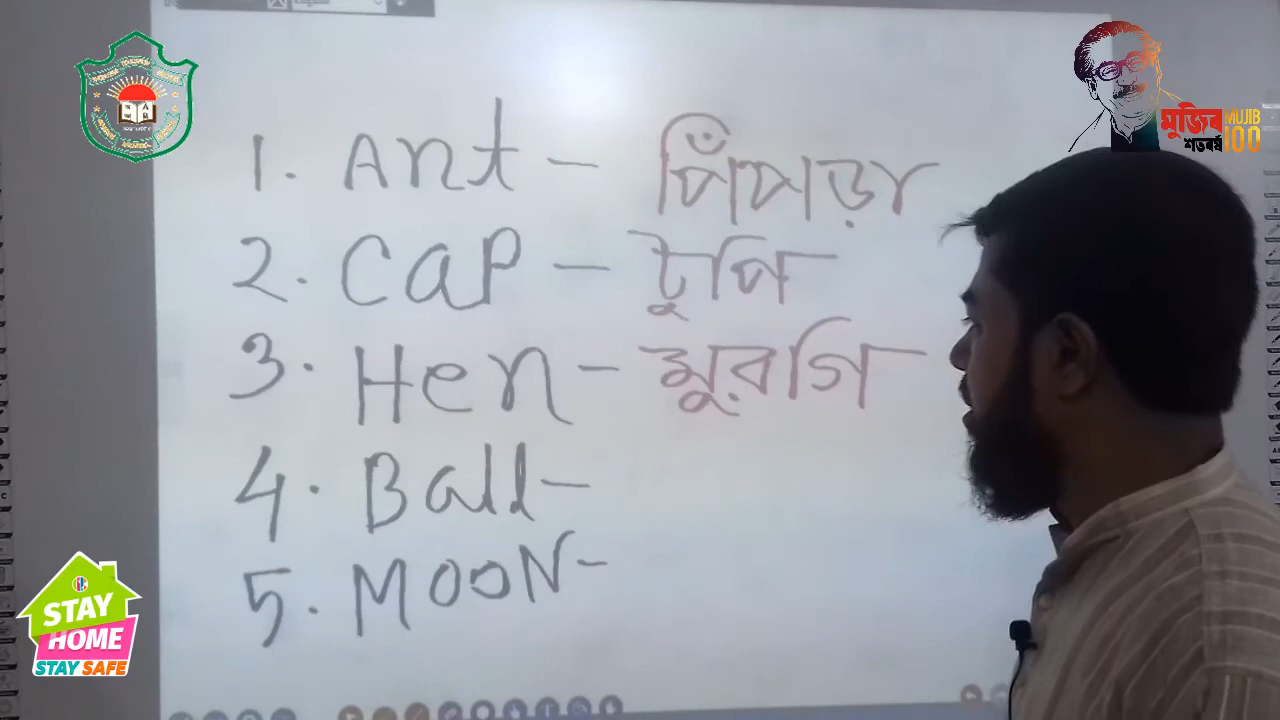 মুজিব MUJIB
শতবর্ষ 100
1. Ant - পিঁপড়া
2. CaP - টুপি
3. Hen - মুরগি
4. Ball -
5. MOON -
STAY
HOME
STAY SAFE